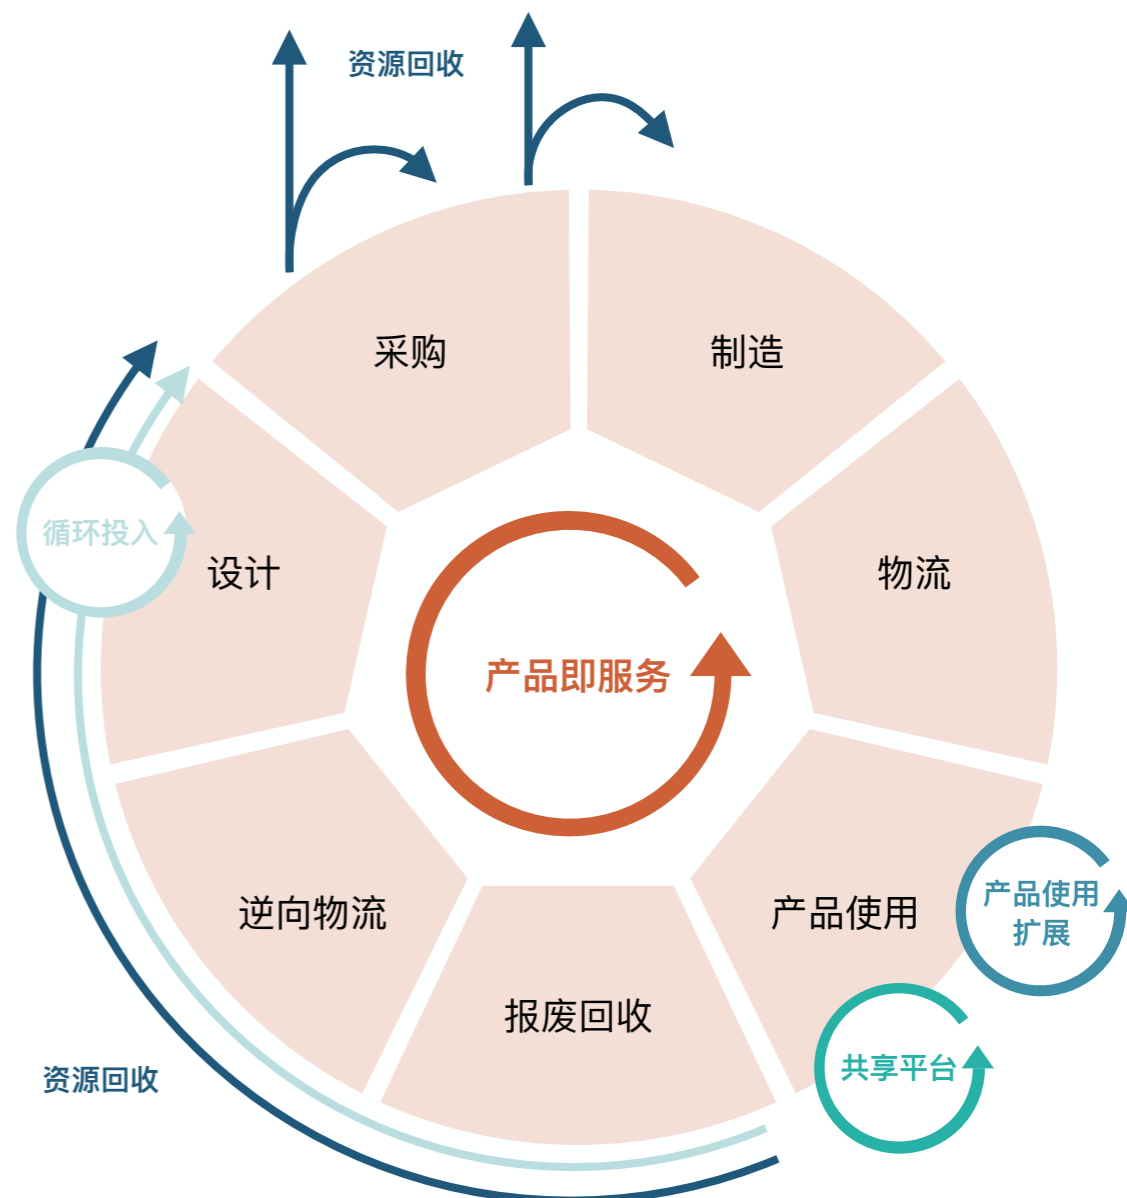 资源回收
采购
制造
循环投入
设计
物流
产品即服务
逆向物流
产品使用
产品使用
扩展
报废回收
共享平台
资源回收